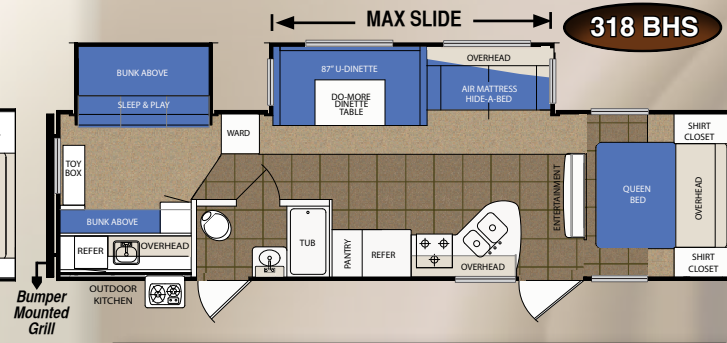 MAX SLIDE
318 BHS
BUNK ABOVE
SLEEP & PLAY
87" U-DINETTE
DO-MORE
DINETTE
TABLE
OVERHEAD
AIR MATTRESS
HIDE-A-BED
WARD
TOY
BOX
BUNK ABOVE
REFER
OVERHEAD
TUB
PANTRY
REFER
OVERHEAD
ENTERTAINMENT
QUEEN
BED
SHIRT
CLOSET
OVERHEAD
SHIRT
CLOSET
OUTDOOR
KITCHEN
Bumper
Mounted
Grill